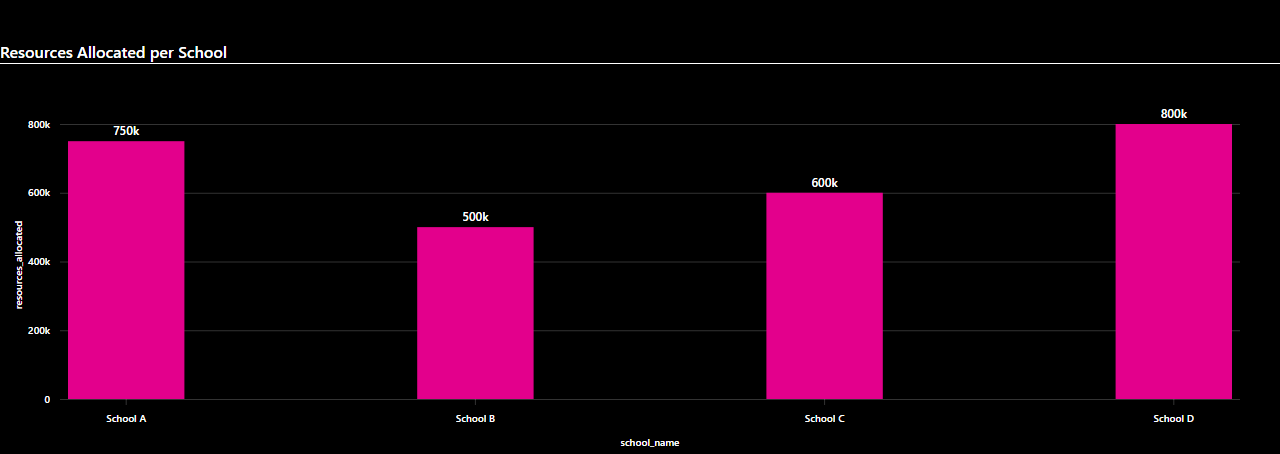 Resources Allocated per School
resources_allocated
800k
600k
400k
200k
0
750k
500k
600k
800k
School A
School B
School C
School D
school_name